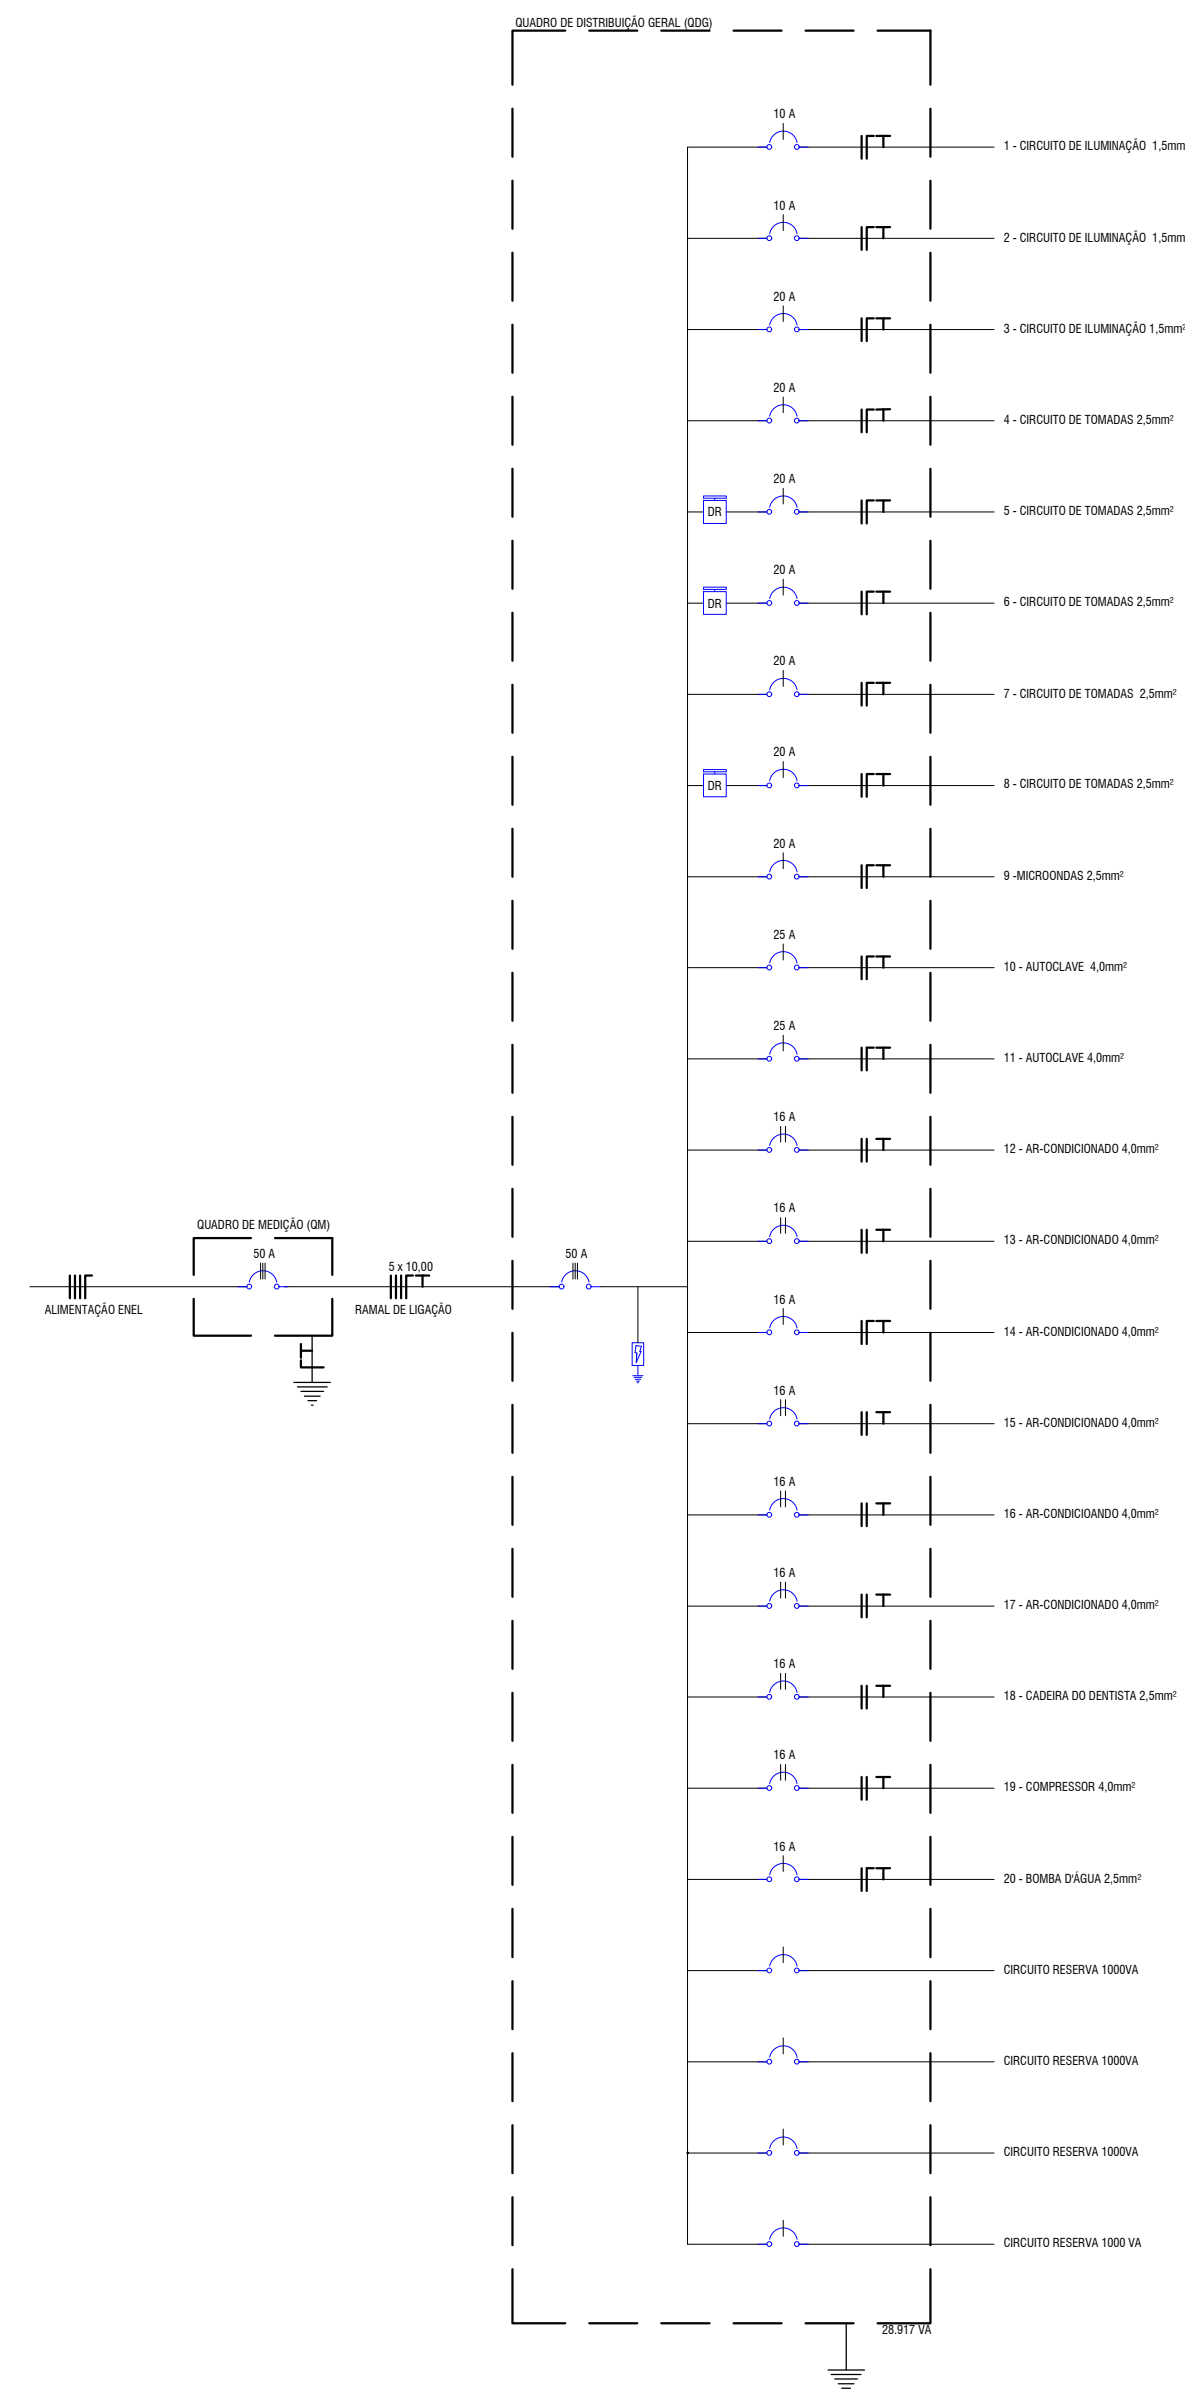 QUADRO DE DISTRIBUIÇÃO GERAL (QDG)
10 A
1 - CIRCUITO DE ILUMINAÇÃO 1,5mm
10 A
2 - CIRCUITO DE ILUMINAÇÃO 1,5mm
20 A
3 - CIRCUITO DE ILUMINAÇÃO 1,5mm²
20 A
4 - CIRCUITO DE TOMADAS 2,5mm²
20 A
DR
5 - CIRCUITO DE TOMADAS 2,5mm²
20 A
DR
6 - CIRCUITO DE TOMADAS 2,5mm²
20 A
7 - CIRCUITO DE TOMADAS 2,5mm²
20 A
DR
8 - CIRCUITO DE TOMADAS 2,5mm²
20 A
9 -MICROONDAS 2,5mm²
25 A
10 - AUTOCLAVE 4,0mm²
25 A
11 - AUTOCLAVE 4,0mm²
16 A
12 - AR-CONDICIONADO 4,0mm²
16 A
13 - AR-CONDICIONADO 4,0mm²
QUADRO DE MEDIÇÃO (QM)
50 A
5 x 10,00
50 A
ALIMENTAÇÃO ENEL
RAMAL DE LIGAÇÃO
16 A
14 - AR-CONDICIONADO 4,0mm²
16 A
15 - AR-CONDICIONADO 4,0mm²
16 A
16 - AR-CONDICIOANDO 4,0mm²
16 A
17 - AR-CONDICIONADO 4,0mm²
16 A
18 - CADEIRA DO DENTISTA 2,5mm²
16 A
19 - COMPRESSOR 4,0mm²
16 A
20 - BOMBA D'ÁGUA 2,5mm²
CIRCUITO RESERVA 1000VA
CIRCUITO RESERVA 1000VA
CIRCUITO RESERVA 1000VA
CIRCUITO RESERVA 1000 VA
28.917 VA